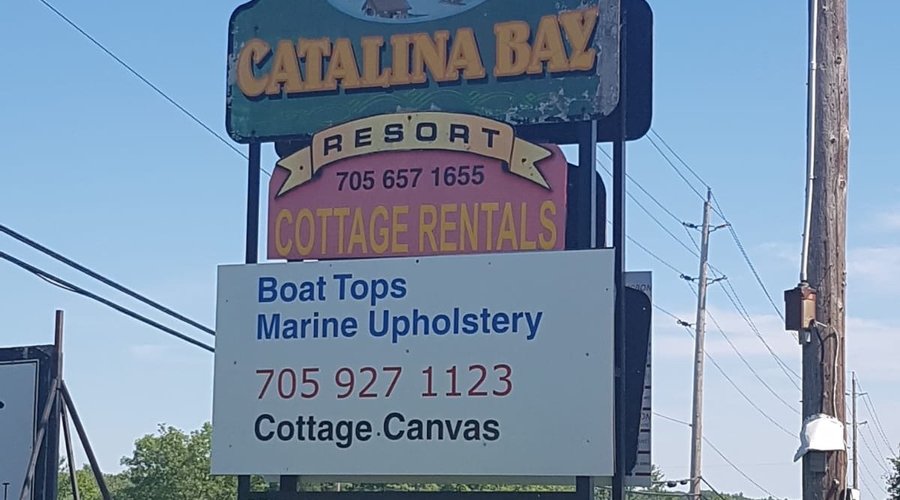 CATALINA BAY
RESORT
705 657 1655
COTTAGE RENTALS
Boat Tops
Marine Upholstery
705 927 1123
Cottage Canvas